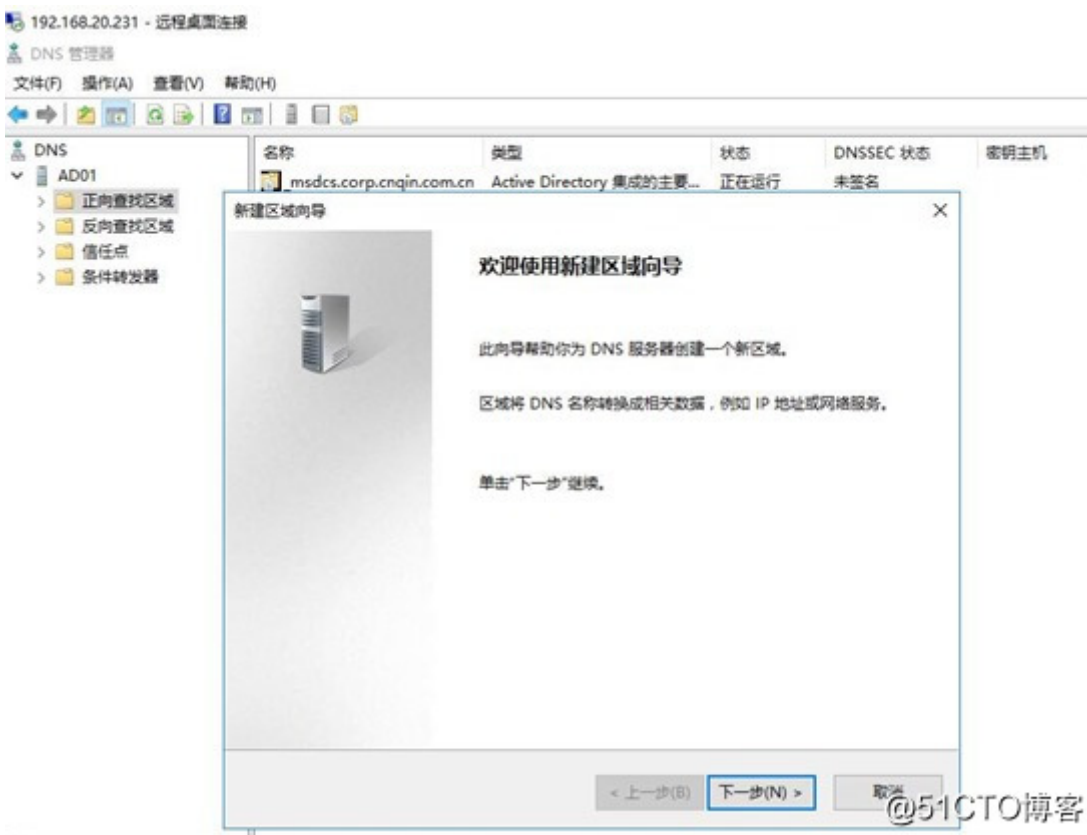 192.168.20.231 - 远程桌面连接
DNS 管理器
文件(F) 操作(A) 查看(V) 帮助(H)
DNS
AD01
正向查找区域
反向查找区域
信任点
条件转发器
名称 类型 状态 DNSSEC 状态 密钥主机
_msdcs.corp.cnqin.com.cn Active Directory 集成的主要... 正在运行 未签名
新建区域向导
欢迎使用新建区域向导
此向导帮助你为 DNS 服务器创建一个新区域。
区域将 DNS 名称转换成相关数据，例如 IP 地址或网络服务。
单击"下一步"继续。
< 上一步(B) 下一步(N) > 取消
@51CTO博客